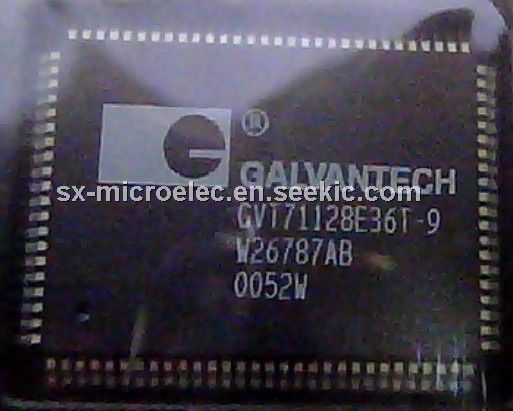 ®
GALVANTECH
sx-microelec.en.seekic.com
GVT71128E36T-9
W26787AB
0052W